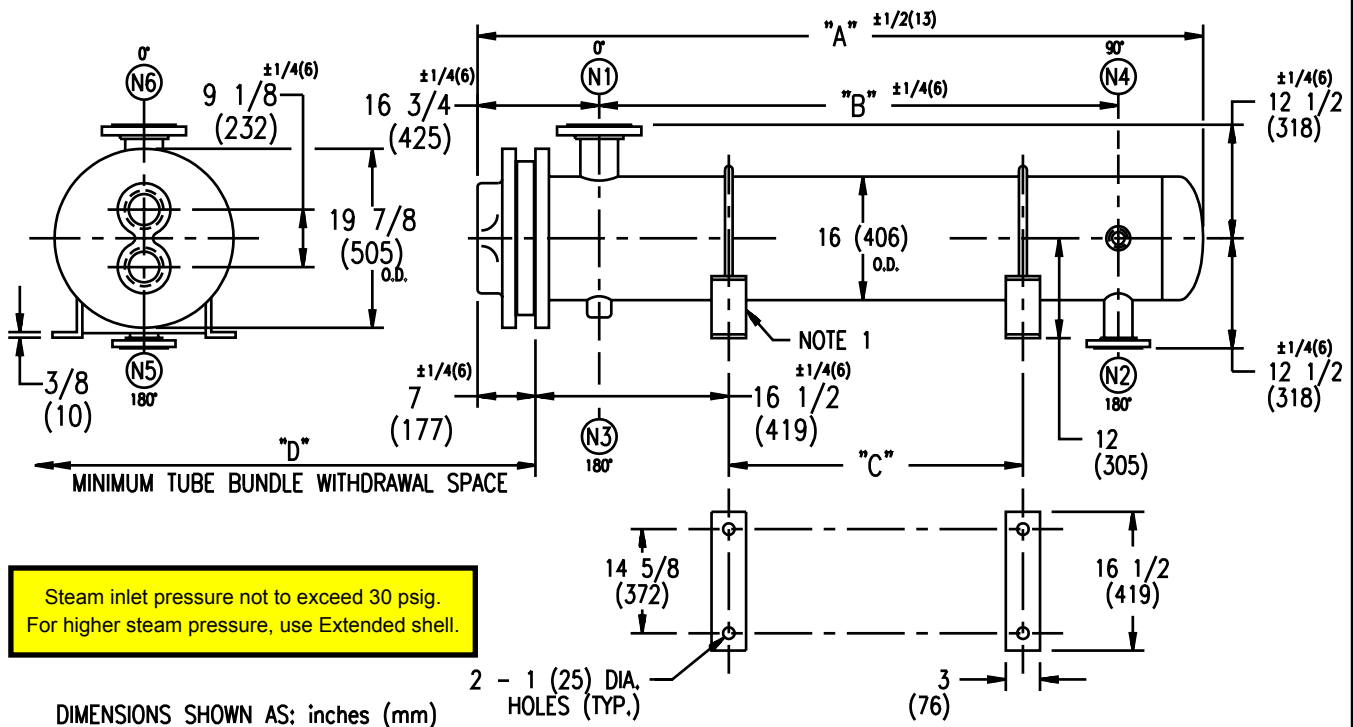 0°
N6
9 1/8 ±1/4(6)
(232)
19 7/8
(505)
O.D.
3/8
(10)
N5
180°
"A" ±1/2(13)
0°
N1
90°
N4
16 3/4 ±1/4(6)
(425)
"B" ±1/4(6)
±1/4(6)
12 1/2
(318)
16 (406)
O.D.
NOTE 1
±1/4(6)
7
(177)
±1/4(6)
16 1/2
(419)
N3
180°
N2
180°
±1/4(6)
12 1/2
(318)
12
(305)
"D"
MINIMUM TUBE BUNDLE WITHDRAWAL SPACE
"C"
14 5/8
(372)
16 1/2
(419)
Steam inlet pressure not to exceed 30 psig.
For higher steam pressure, use Extended shell.
2 - 1 (25) DIA.
HOLES (TYP.)
3
(76)
DIMENSIONS SHOWN AS: inches (mm)